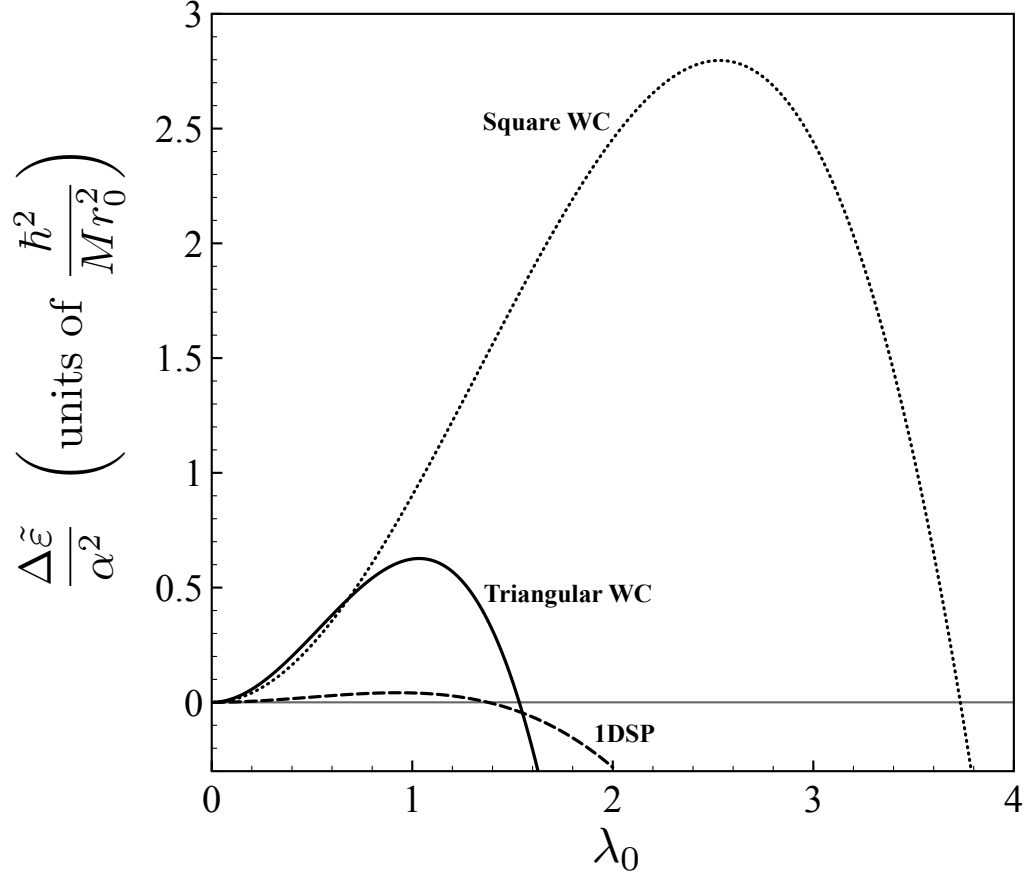 Δε̃/α² ( units of ℏ²/Mr₀² )
3
2.5
2
1.5
1
0.5
0
Square WC
Triangular WC
1DSP
0 1 2 3 4
λ₀